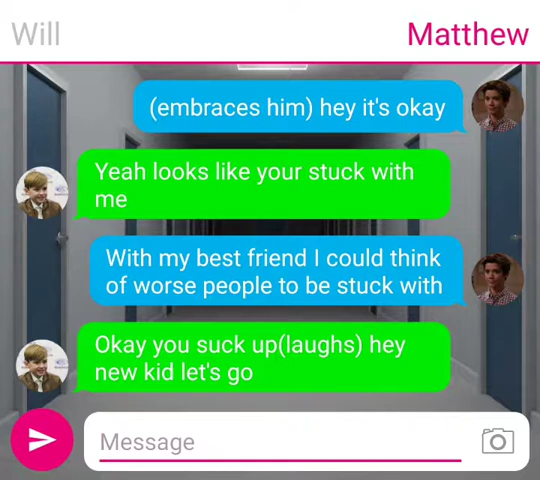 Will
Matthew
(embraces him) hey it's okay
Yeah looks like your stuck with
me
With my best friend I could think
of worse people to be stuck with
Okay you suck up(laughs) hey
new kid let's go
Message